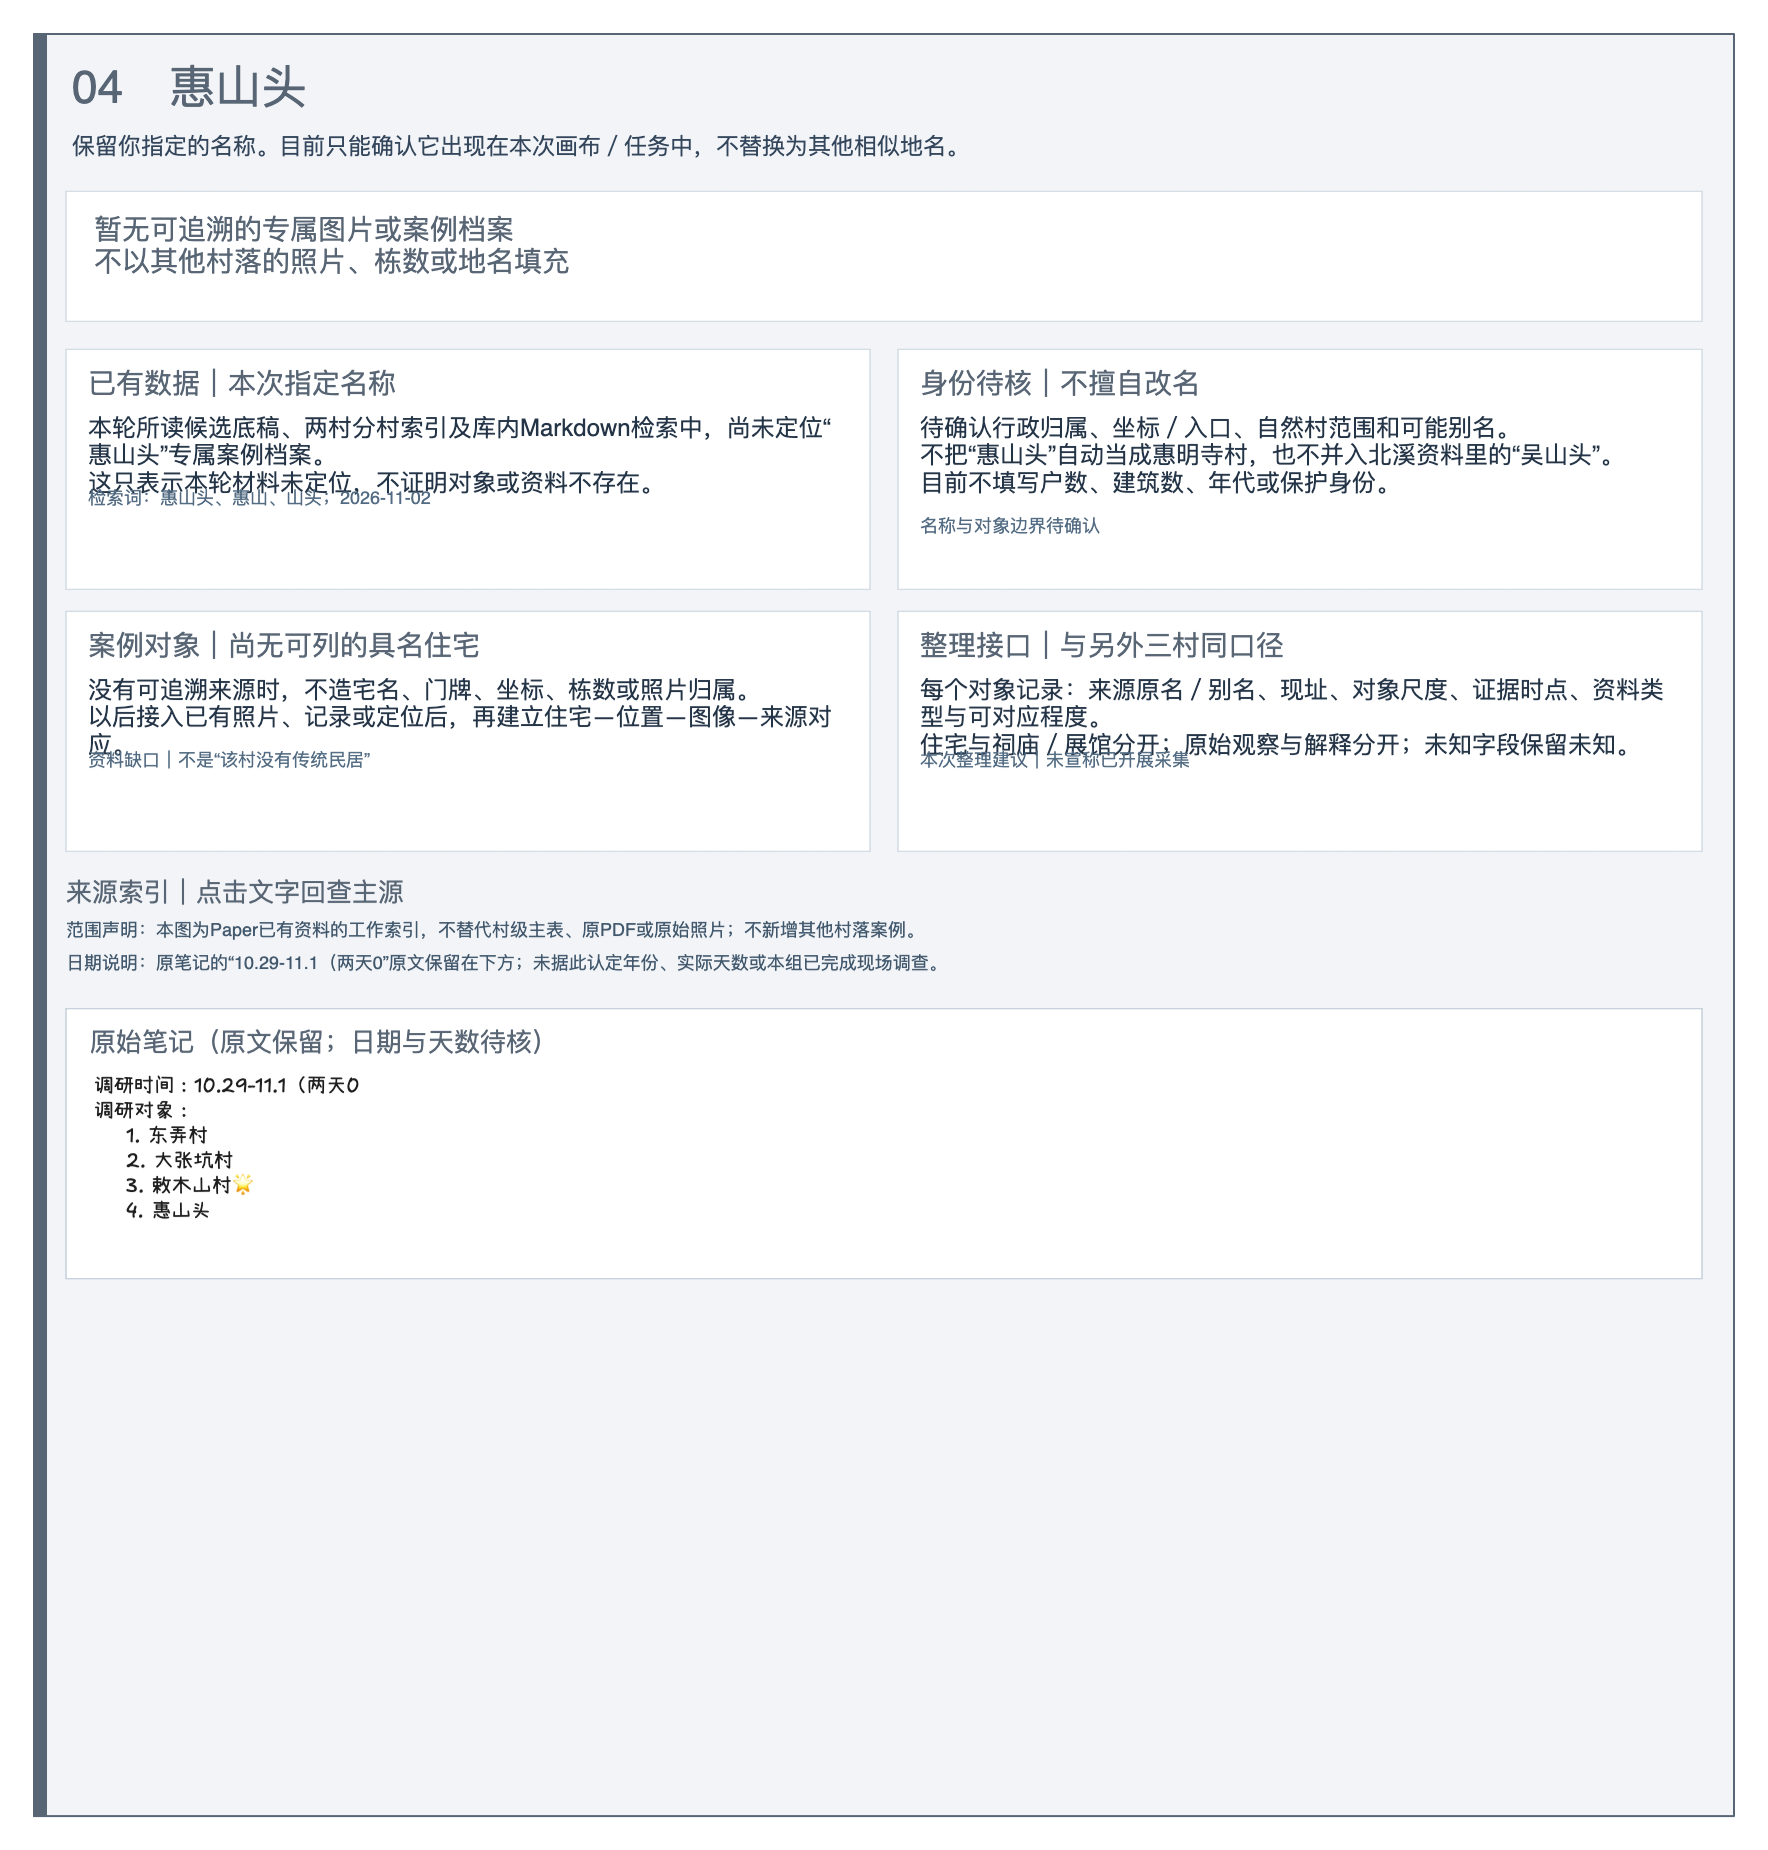 04 惠山头
保留你指定的名称。目前只能确认它出现在本次画布 / 任务中，不替换为其他相似地名。
暂无可追溯的专属图片或案例档案
不以其他村落的照片、栋数或地名填充
已有数据｜本次指定名称
本轮所读候选底稿、两村分村索引及库内Markdown检索中，尚未定位“
惠山头”专属案例档案。
这只表示本轮材料未定位，不证明对象或资料不存在。
检索词：惠山头、惠山、山头；2026-11-02
身份待核｜不擅自改名
待确认行政归属、坐标 / 入口、自然村范围和可能别名。
不把“惠山头”自动当成惠明寺村，也不并入北溪资料里的“吴山头”。
目前不填写户数、建筑数、年代或保护身份。
名称与对象边界待确认
案例对象｜尚无可列的具名住宅
没有可追溯来源时，不造宅名、门牌、坐标、栋数或照片归属。
以后接入已有照片、记录或定位后，再建立住宅—位置—图像—来源对
应。
资料缺口｜不是“该村没有传统民居”
整理接口｜与另外三村同口径
每个对象记录：来源原名 / 别名、现址、对象尺度、证据时点、资料类
型与可对应程度。
住宅与祠庙 / 展馆分开；原始观察与解释分开；未知字段保留未知。
本次整理建议｜未宣称已开展采集
来源索引｜点击文字回查主源
范围声明：本图为Paper已有资料的工作索引，不替代村级主表、原PDF或原始照片；不新增其他村落案例。
日期说明：原笔记的“10.29-11.1（两天0”原文保留在下方；未据此认定年份、实际天数或本组已完成现场调查。
原始笔记（原文保留；日期与天数待核）
调研时间：10.29-11.1（两天0
调研对象：
1. 东弄村
2. 大张坑村
3. 敕木山村🌟
4. 惠山头